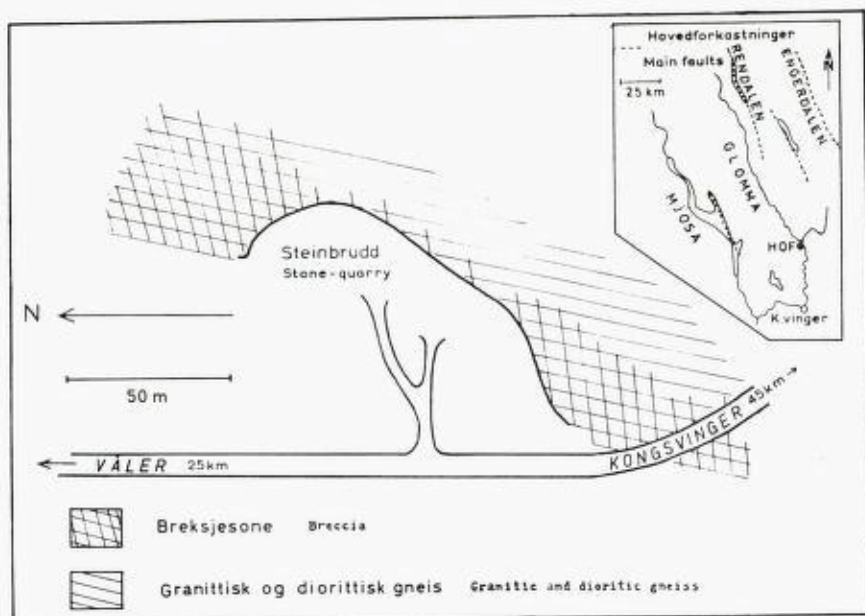 Hovedforkastninger
Main faults
25 km
N
RENDALEN
ENGERDALEN
GLOMMA
MJØSA
HOF
K.vinger
Steinbrudd
Stone-quarry
N
50 m
VÅLER 25km
KONGSVINGER 45km
Breksjesone Breccia
Granittisk og diorittisk gneis Granitic and dioritic gneiss